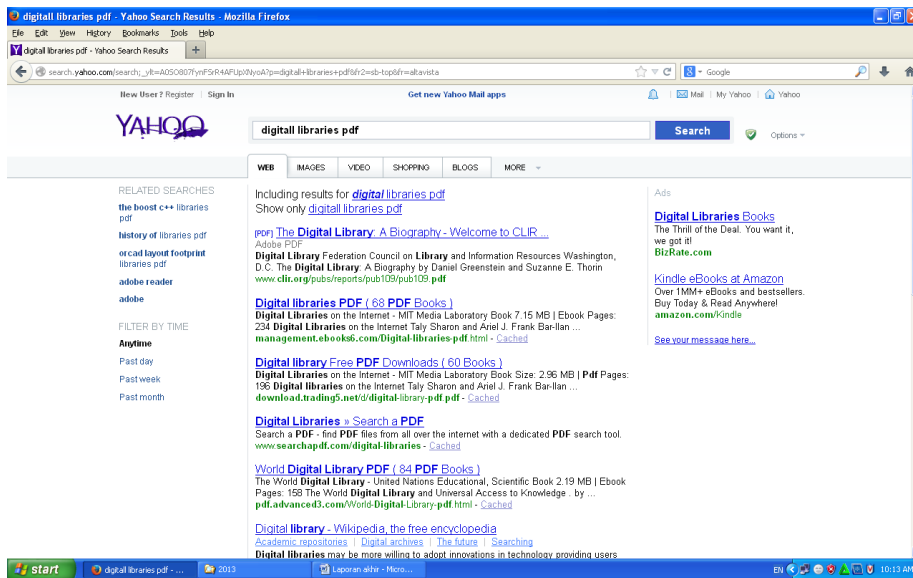 digitall libraries pdf - Yahoo Search Results - Mozilla Firefox
File Edit View History Bookmarks Tools Help
digitall libraries pdf - Yahoo Search Results
Google
New User? Register Sign In
Get new Yahoo Mail apps
Mail My Yahoo Yahoo
YAHOO
digitall libraries pdf
Search
Options
WEB IMAGES VIDEO SHOPPING BLOGS MORE
RELATED SEARCHES
the boost c++ libraries
pdf
history of libraries pdf
orcad layout footprint
libraries pdf
adobe reader
adobe
FILTER BY TIME
Anytime
Past day
Past week
Past month
Including results for digital libraries pdf
Show only digitall libraries pdf
[PDF] The Digital Library: A Biography - Welcome to CLIR ...
Adobe PDF
Digital Library Federation Council on Library and Information Resources Washington,
D.C. The Digital Library: A Biography by Daniel Greenstein and Suzanne E. Thorin
www.clir.org/pubs/reports/pub109/pub109.pdf
Digital libraries PDF ( 68 PDF Books )
Digital Libraries on the Internet - MIT Media Laboratory Book 7.15 MB | Ebook Pages:
234 Digital Libraries on the Internet Taly Sharon and Ariel J. Frank Bar-Ilan ...
management.ebooks6.com/Digital-libraries-pdf.html - Cached
Digital library Free PDF Downloads ( 60 Books )
Digital Libraries on the Internet - MIT Media Laboratory Book Size: 2.96 MB | Pdf Pages:
196 Digital libraries on the Internet Taly Sharon and Ariel J. Frank Bar-Ilan ...
download.trading5.net/d/digital-library-pdf.pdf - Cached
Digital Libraries » Search a PDF
Search a PDF - find PDF files from all over the internet with a dedicated PDF search tool.
www.searchapdf.com/digital-libraries - Cached
World Digital Library PDF ( 84 PDF Books )
The World Digital Library - United Nations Educational, Scientific Book 2.19 MB | Ebook
Pages: 158 The World Digital Library and Universal Access to Knowledge . by ...
pdf.advanced3.com/World-Digital-Library-pdf.html - Cached
Digital library - Wikipedia, the free encyclopedia
Academic repositories | Digital archives | The future | Searching
Digital libraries may be more willing to adopt innovations in technology providing users
Ads
Digital Libraries Books
The Thrill of the Deal. You want it,
we got it!
BizRate.com
Kindle eBooks at Amazon
Over 1MM+ eBooks and bestsellers.
Buy Today & Read Anywhere!
amazon.com/Kindle
See your message here...
start
digitall libraries pdf - ...
2013
Laporan akhir - Micro...
EN
10:13 AM